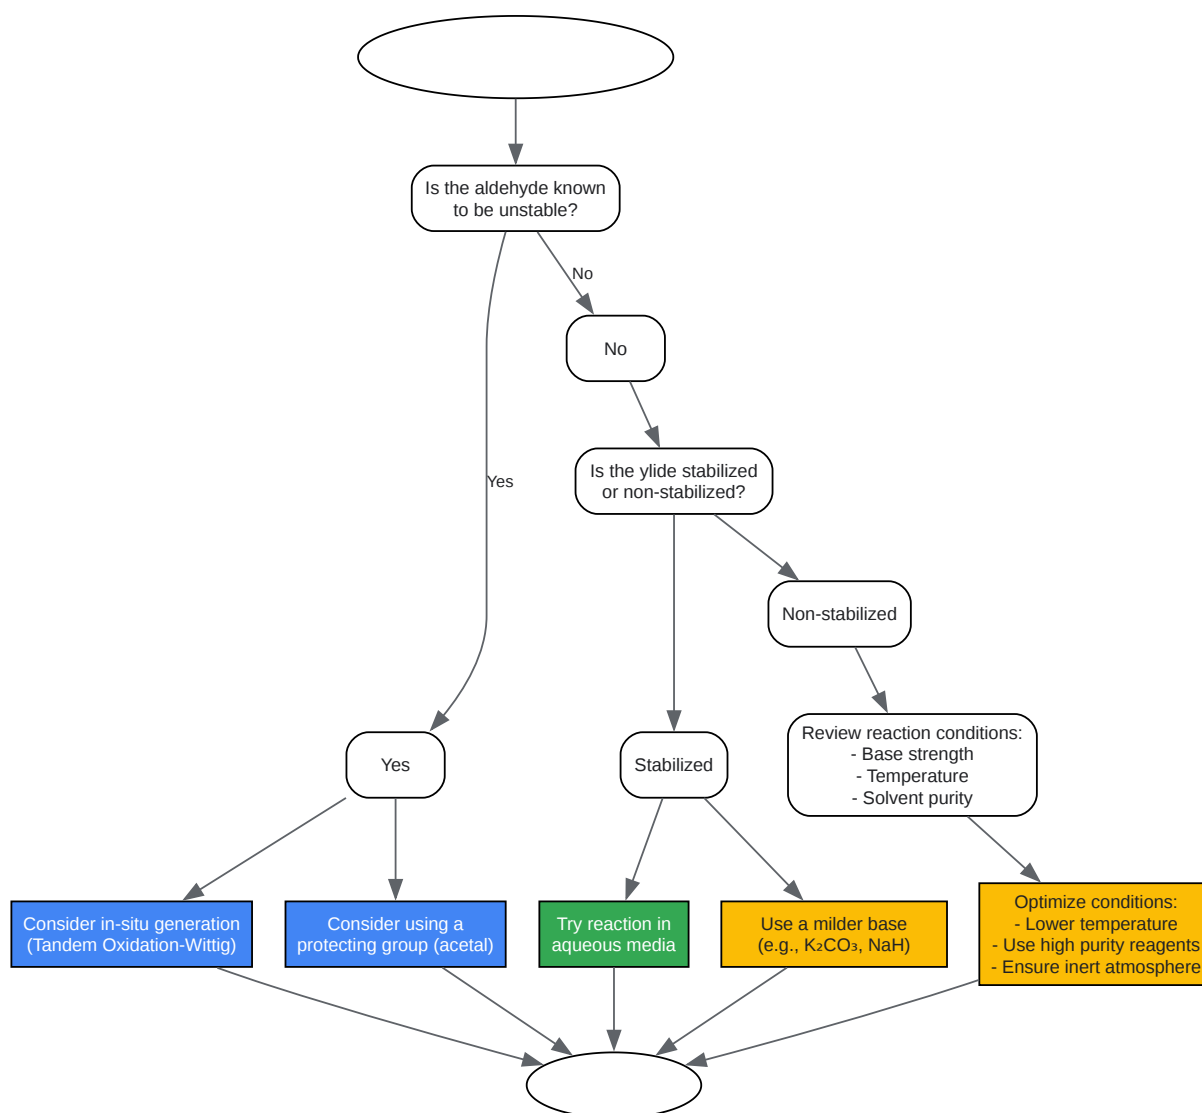 Is the aldehyde known
to be unstable?
No
No
Is the ylide stabilized
or non-stabilized?
Yes
Non-stabilized
Review reaction conditions:
- Base strength
- Temperature
- Solvent purity
Yes
Stabilized
Consider in-situ generation
(Tandem Oxidation-Wittig)
Consider using a
protecting group (acetal)
Try reaction in
aqueous media
Use a milder base
(e.g., K₂CO₃, NaH)
Optimize conditions:
- Lower temperature
- Use high purity reagents
- Ensure inert atmosphere